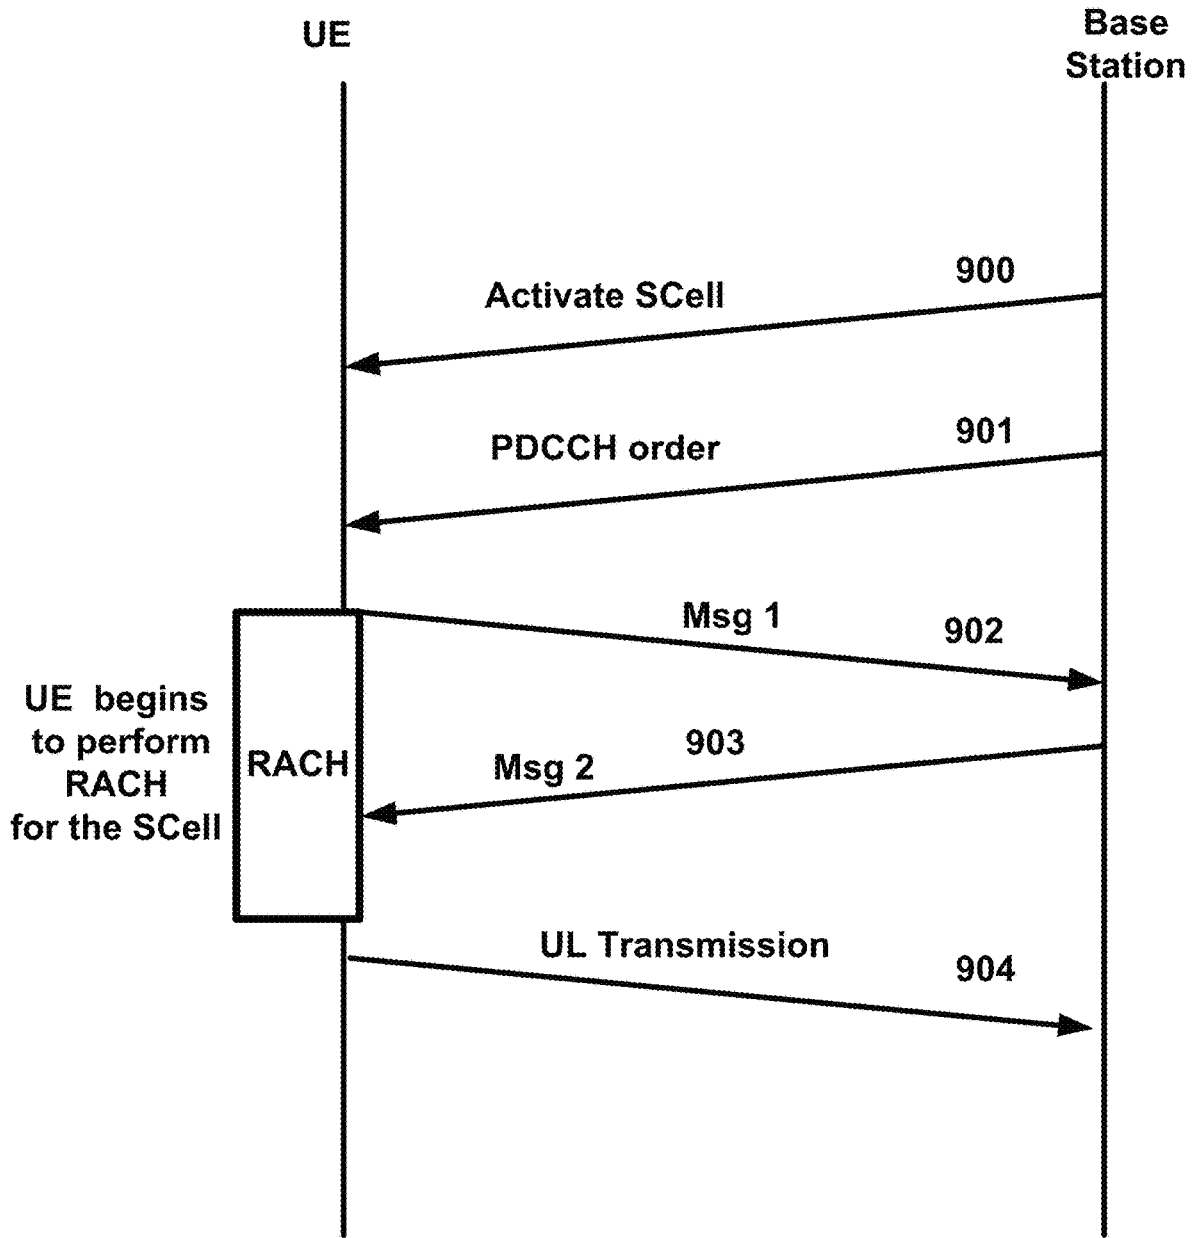 UE
Base
Station
900
Activate SCell
901
PDCCH order
Msg 1
902
UE begins
to perform
RACH
for the SCell
RACH
903
Msg 2
UL Transmission
904